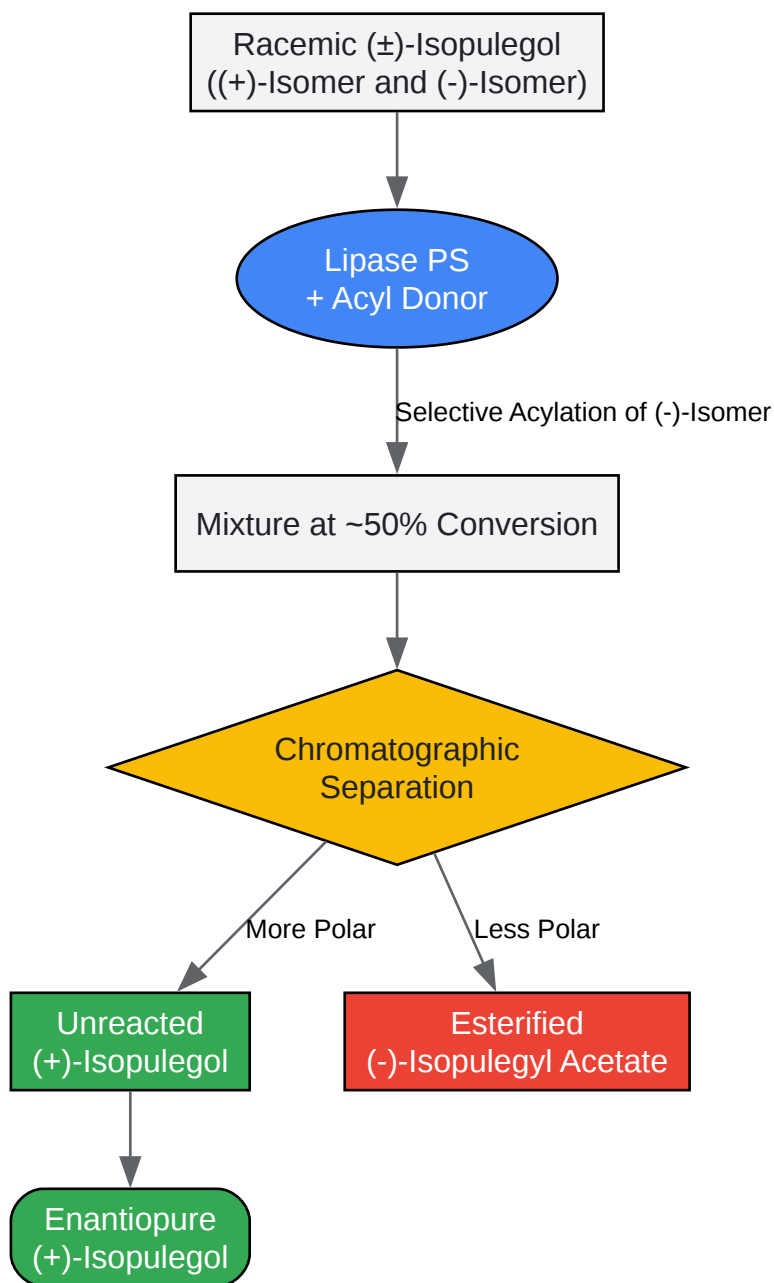 Racemic (±)-Isopulegol
((+)-Isomer and (-)-Isomer)
Lipase PS
+ Acyl Donor
Selective Acylation of (-)-Isomer
Mixture at ~50% Conversion
Chromatographic
Separation
More Polar
Less Polar
Unreacted
(+)-Isopulegol
Esterified
(-)-Isopulegyl Acetate
Enantiopure
(+)-Isopulegol